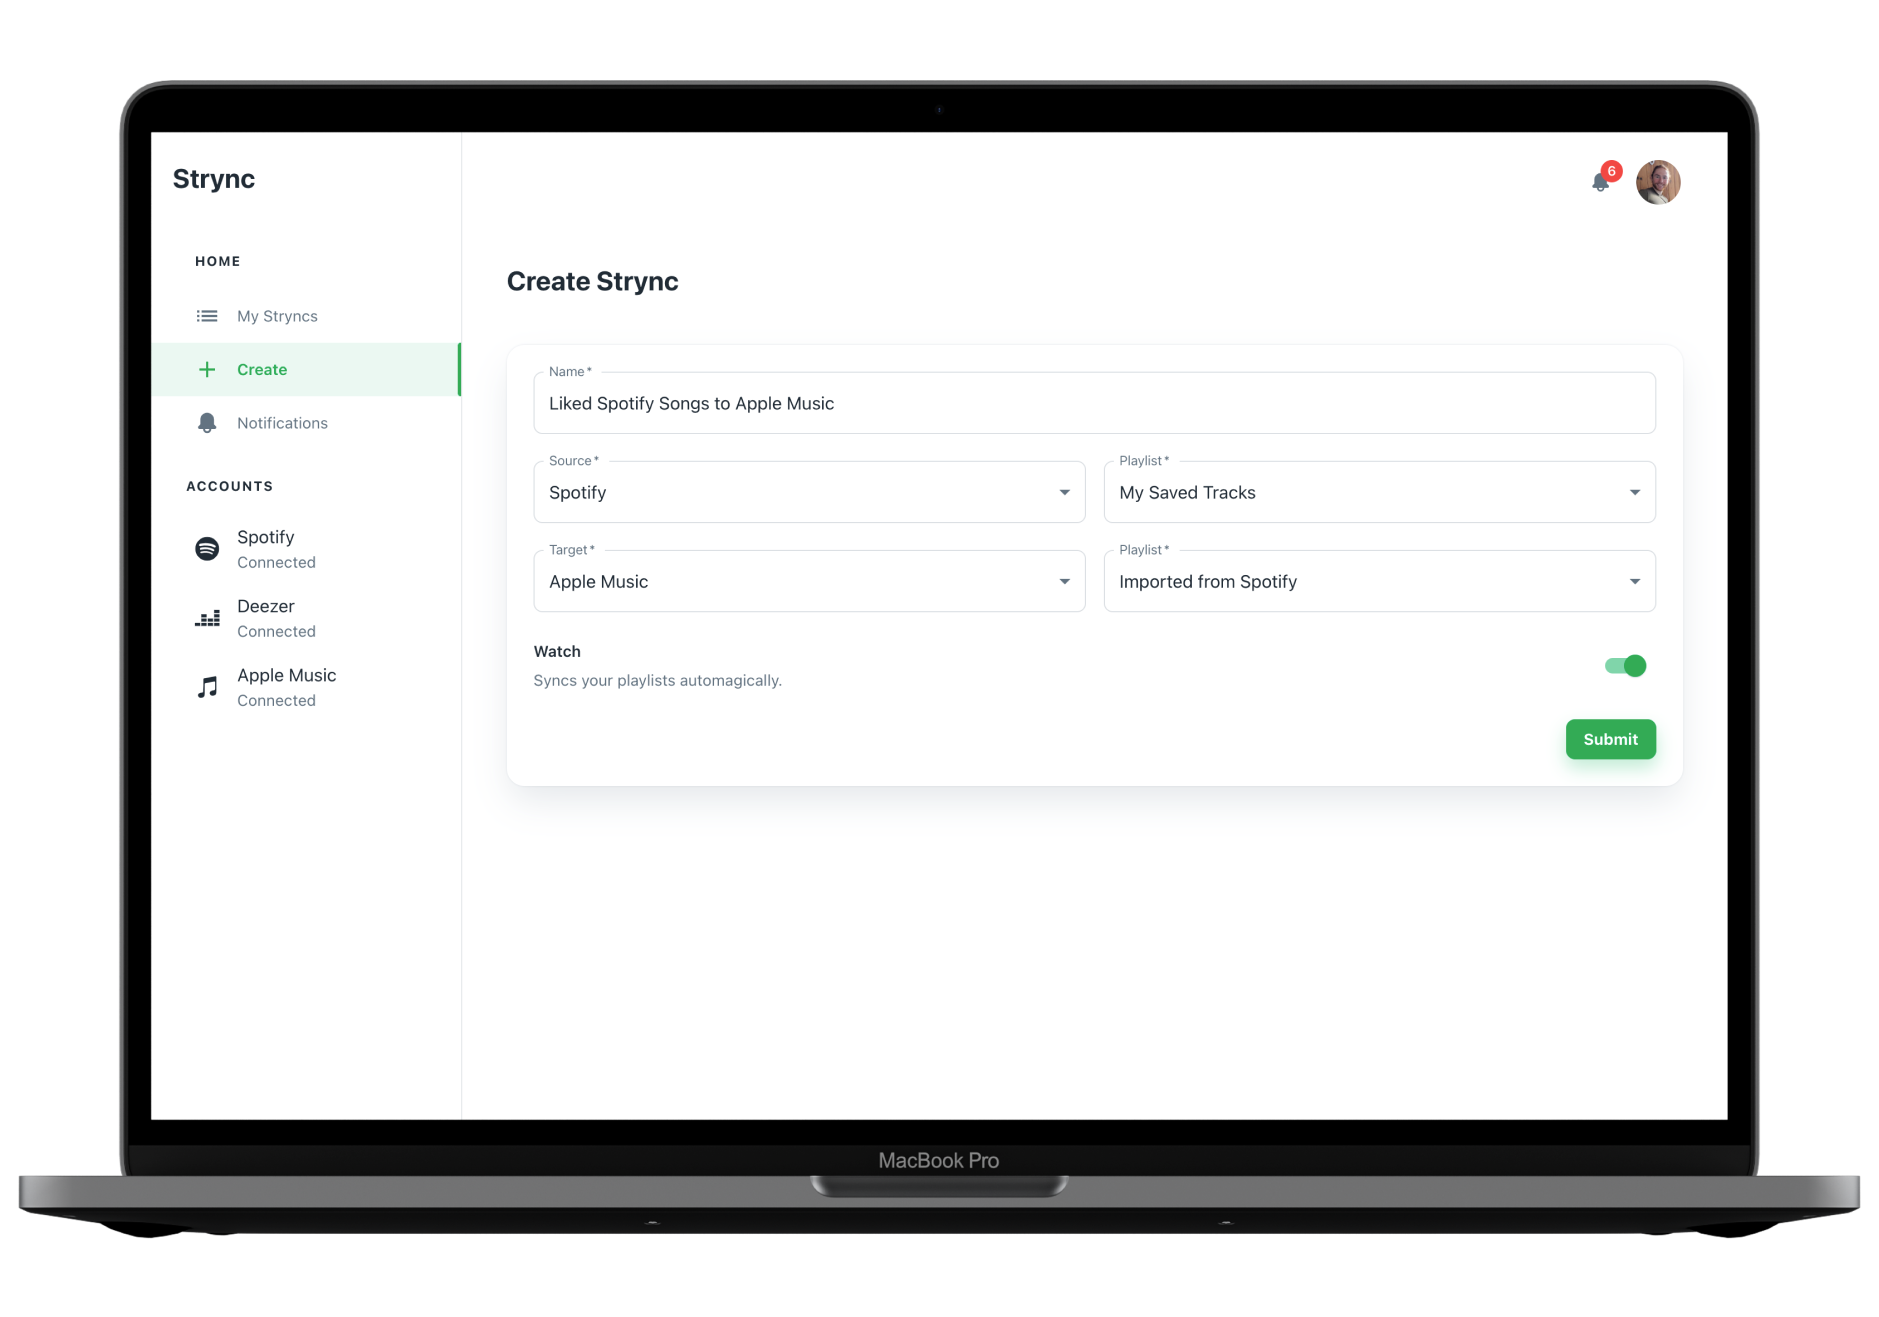 Strync
6
HOME
My Stryncs
Create
Notifications
ACCOUNTS
Spotify
Connected
Deezer
Connected
Apple Music
Connected
Create Strync
Name*
Liked Spotify Songs to Apple Music
Source*
Spotify
Playlist*
My Saved Tracks
Target*
Apple Music
Playlist*
Imported from Spotify
Watch
Syncs your playlists automagically.
Submit
MacBook Pro